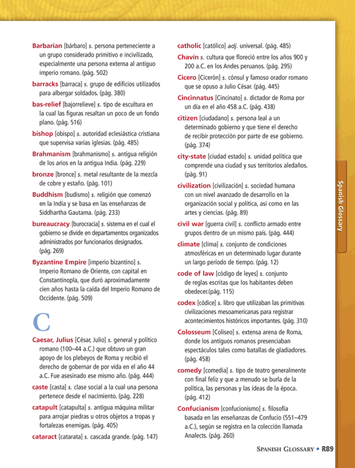 Barbarian [bárbaro] s. persona perteneciente a
un grupo considerado primitivo e incivilizado,
especialmente una persona externa al antiguo
imperio romano. (pág. 502)
barracks [barraca] s. grupo de edificios utilizados
para albergar soldados. (pág. 380)
bas-relief [bajorrelieve] s. tipo de escultura en
la cual las figuras resaltan un poco de un fondo
plano. (pág. 516)
bishop [obispo] s. autoridad eclesiástica cristiana
que supervisa varias iglesias. (pág. 485)
Brahmanism [brahmanismo] s. antigua religión
de los arios en la antigua India. (pág. 229)
bronze [bronce] s. metal resultante de la mezcla
de cobre y estaño. (pág. 101)
Buddhism [budismo] s. religión que comenzó
en la India y se basa en las enseñanzas de
Siddhartha Gautama. (pág. 233)
bureaucracy [burocracia] s. sistema en el cual el
gobierno se divide en departamentos organizados
administrados por funcionarios designados.
(pág. 269)
Byzantine Empire [imperio bizantino] s.
Imperio Romano de Oriente, con capital en
Constantinopla, que duró aproximadamente
cien años hasta la caída del Imperio Romano de
Occidente. (pág. 509)
C
Caesar, Julius [César, Julio] s. general y político
romano (100–44 a.C.) que obtuvo un gran
apoyo de los plebeyos de Roma y recibió el
derecho de gobernar de por vida en el año 44
a.C. Fue asesinado ese mismo año. (pág. 444)
caste [casta] s. clase social a la cual una persona
pertenece desde el nacimiento. (pág. 228)
catapult [catapulta] s. antigua máquina militar
para arrojar piedras u otros objetos a tropas y
fortalezas enemigas. (pág. 405)
cataract [catarata] s. cascada grande. (pág. 147)
catholic [católico] adj. universal. (pág. 485)
Chavín s. cultura que floreció entre los años 900 y
200 a.C. en los Andes peruanos. (pág. 295)
Cicero [Cicerón] s. cónsul y famoso orador romano
que se opuso a Julio César. (pág. 445)
Cincinnatus [Cincinato] s. dictador de Roma por
un día en el año 458 a.C. (pág. 438)
citizen [ciudadano] s. persona leal a un
determinado gobierno y que tiene el derecho
de recibir protección por parte de ese gobierno.
(pág. 374)
city-state [ciudad estado] s. unidad política que
comprende una ciudad y sus territorios aledaños.
(pág. 91)
civilization [civilización] s. sociedad humana
con un nivel avanzado de desarrollo en la
organización social y política, así como en las
artes y ciencias. (pág. 89)
civil war [guerra civil] s. conflicto armado entre
grupos dentro de un mismo país. (pág. 444)
climate [clima] s. conjunto de condiciones
atmosféricas en un determinado lugar durante
un largo período de tiempo. (pág. 12)
code of law [código de leyes] s. conjunto
de reglas escritas que los habitantes deben
obedecer.(pág. 115)
codex [códice] s. libro que utilizaban las primitivas
civilizaciones mesoamericanas para registrar
acontecimientos históricos importantes. (pág. 310)
Colosseum [Coliseo] s. extensa arena de Roma,
donde los antiguos romanos presenciaban
espectáculos tales como batallas de gladiadores.
(pág. 458)
comedy [comedia] s. tipo de teatro generalmente
con final feliz y que a menudo se burla de la
política, las personas y las ideas de la época.
(pág. 412)
Confucianism [confucionismo] s. filosofía
basada en las enseñanzas de Confucio (551–479
a.C.), según se registra en la colección llamada
Analects. (pág. 260)
Spanish Glossary
SPANISH GLOSSARY • R89